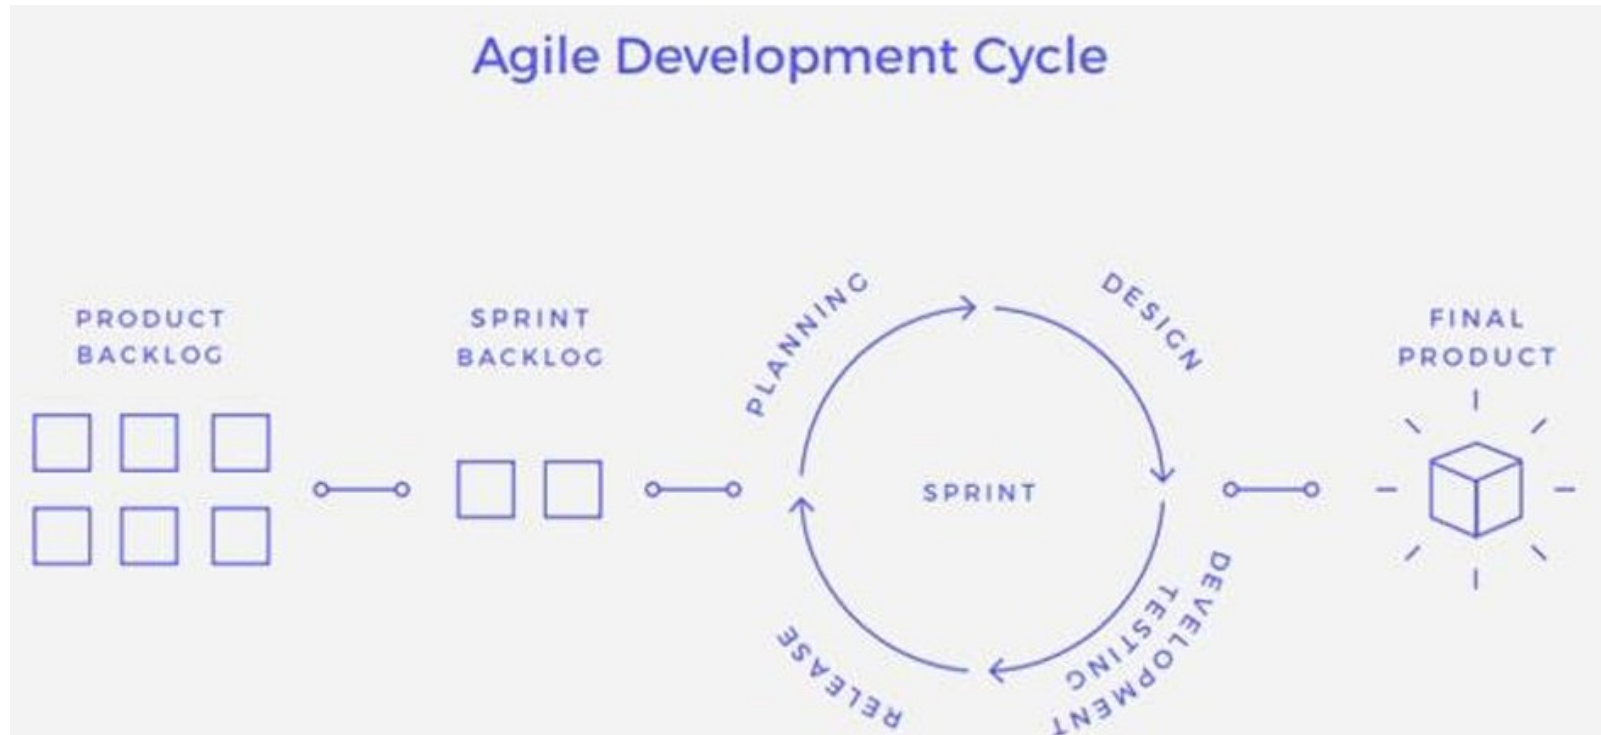 Agile Development Cycle
PRODUCT
BACKLOG
SPRINT
BACKLOG
PLANNING
DESIGN
SPRINT
DEVELOPMENT
TESTING
RELEASE
FINAL
PRODUCT